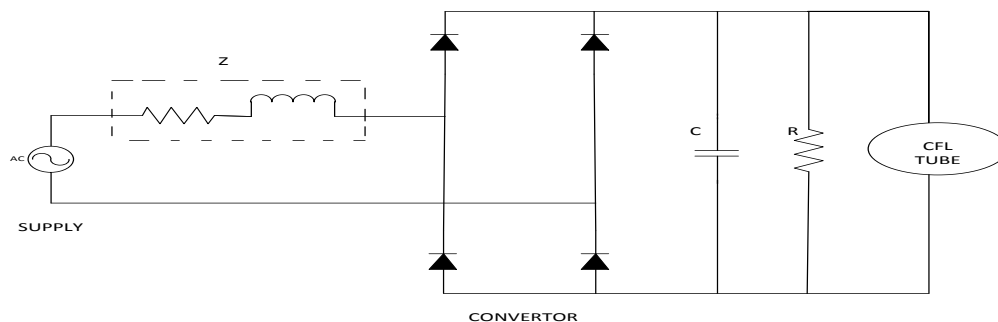 Z
AC
SUPPLY
C
R
CFL
TUBE
CONVERTOR